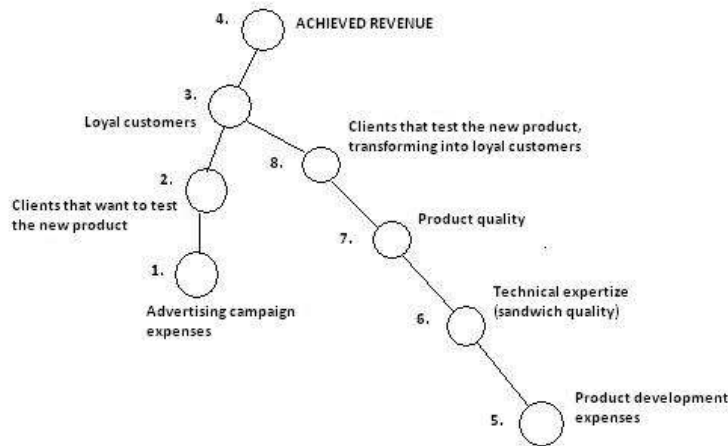 4. ACHIEVED REVENUE
3.
Loyal customers
Clients that test the new product,
transforming into loyal customers
8.
2.
Clients that want to test
the new product
Product quality
7.
1.
Advertising campaign
expenses
Technical expertize
(sandwich quality)
6.
Product development
expenses
5.